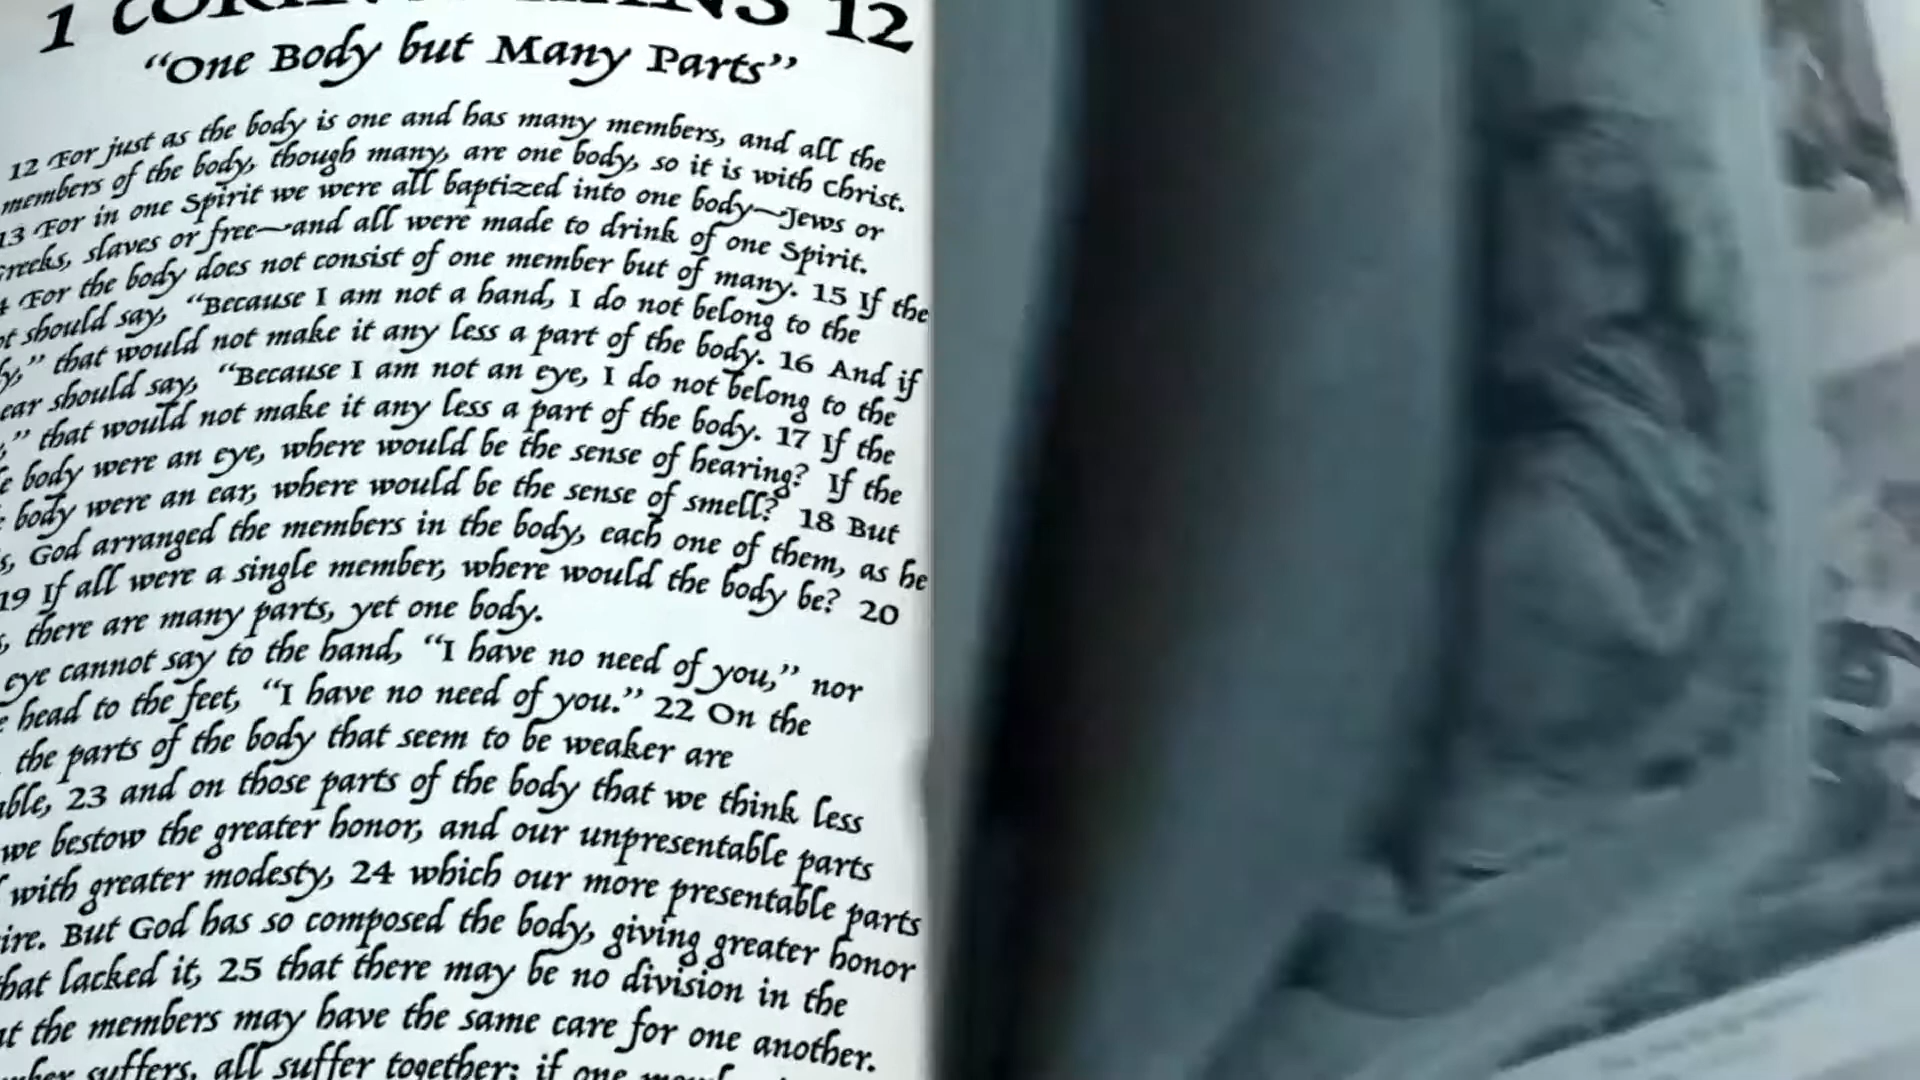 1 CORINTHIANS 12
“One Body but Many Parts”
12 For just as the body is one and has many members, and all the
members of the body, though many, are one body, so it is with Christ.
13 For in one Spirit we were all baptized into one body—Jews or
reeks, slaves or free—and all were made to drink of one Spirit.
For the body does not consist of one member but of many. 15 If the
should say, “Because I am not a hand, I do not belong to the
” that would not make it any less a part of the body. 16 And if
ear should say, “Because I am not an eye, I do not belong to the
,” that would not make it any less a part of the body. 17 If the
body were an eye, where would be the sense of hearing? If the
body were an ear, where would be the sense of smell? 18 But
God arranged the members in the body, each one of them, as he
19 If all were a single member, where would the body be? 20
there are many parts, yet one body.
eye cannot say to the hand, “I have no need of you,” nor
head to the feet, “I have no need of you.” 22 On the
the parts of the body that seem to be weaker are
able, 23 and on those parts of the body that we think less
we bestow the greater honor, and our unpresentable parts
with greater modesty, 24 which our more presentable parts
ire. But God has so composed the body, giving greater honor
hat lacked it, 25 that there may be no division in the
the members may have the same care for one another.
suffers, all suffer together; if one